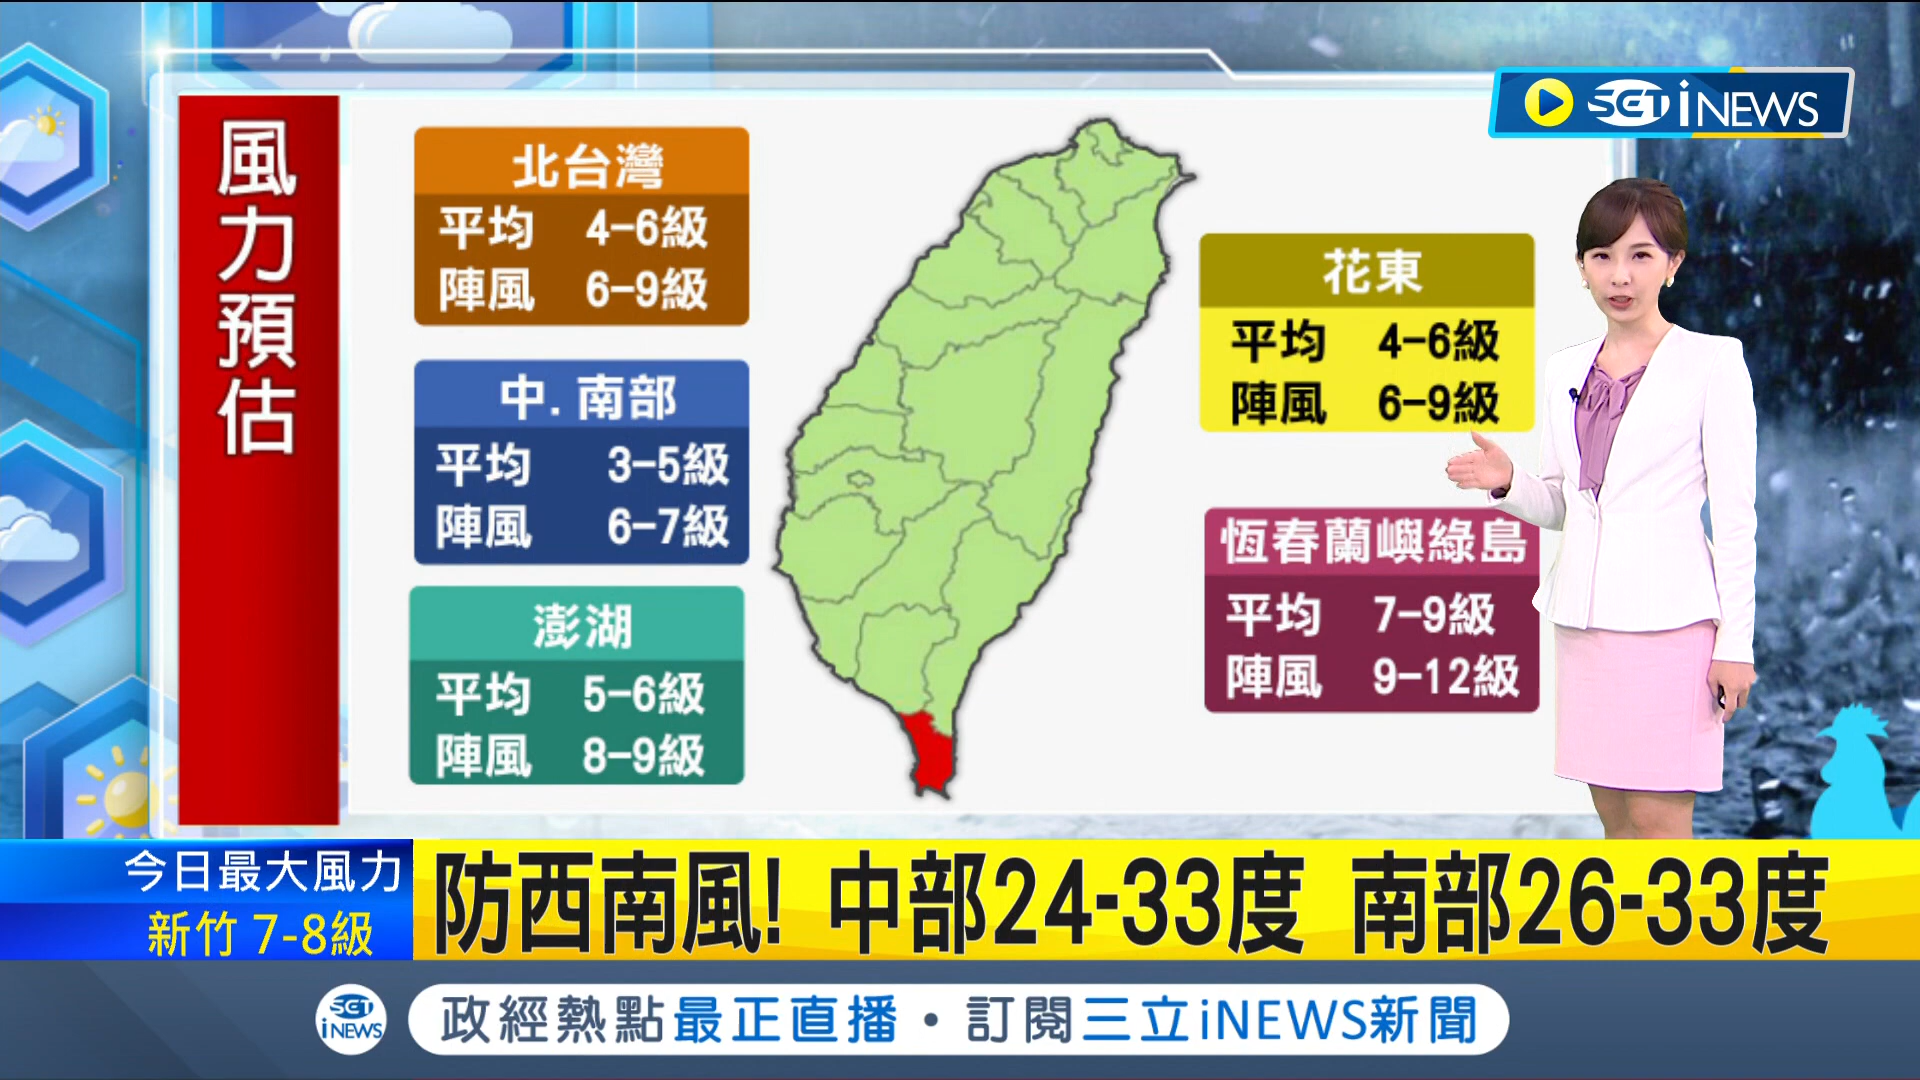 風力預估
北台灣
平均 4-6級
陣風 6-9級
中.南部
平均 3-5級
陣風 6-7級
澎湖
平均 5-6級
陣風 8-9級
花東
平均 4-6級
陣風 6-9級
恆春蘭嶼綠島
平均 7-9級
陣風 9-12級
SET iNEWS
今日最大風力
新竹 7-8級
防西南風! 中部24-33度 南部26-33度
SET iNEWS
政經熱點最正直播・訂閱三立iNEWS新聞